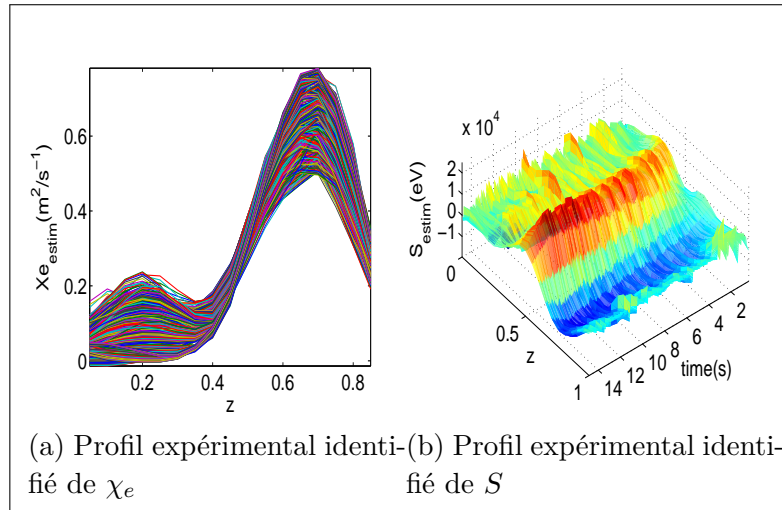 Xe_estim(m²/s⁻¹)
0.6
0.4
0.2
0
0.2 0.4 0.6 0.8
z
x 10⁴
S_estim(eV)
2
1
0
−1
0
0.5
1
z
14 12 10 8 6 4 2
time(s)
(a) Profil expérimental identi-
fié de χₑ
(b) Profil expérimental identi-
fié de S